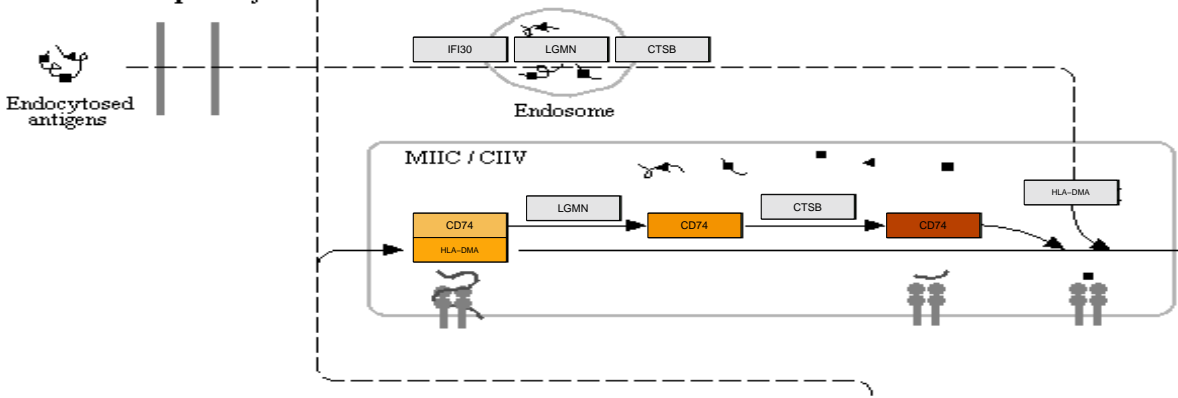 IFI30
LGMN
CTSB
Endocytosed
antigens
Endosome
MIIC / CIIV
HLA-DMA
LGMN
CTSB
CD74
CD74
CD74
HLA-DMA